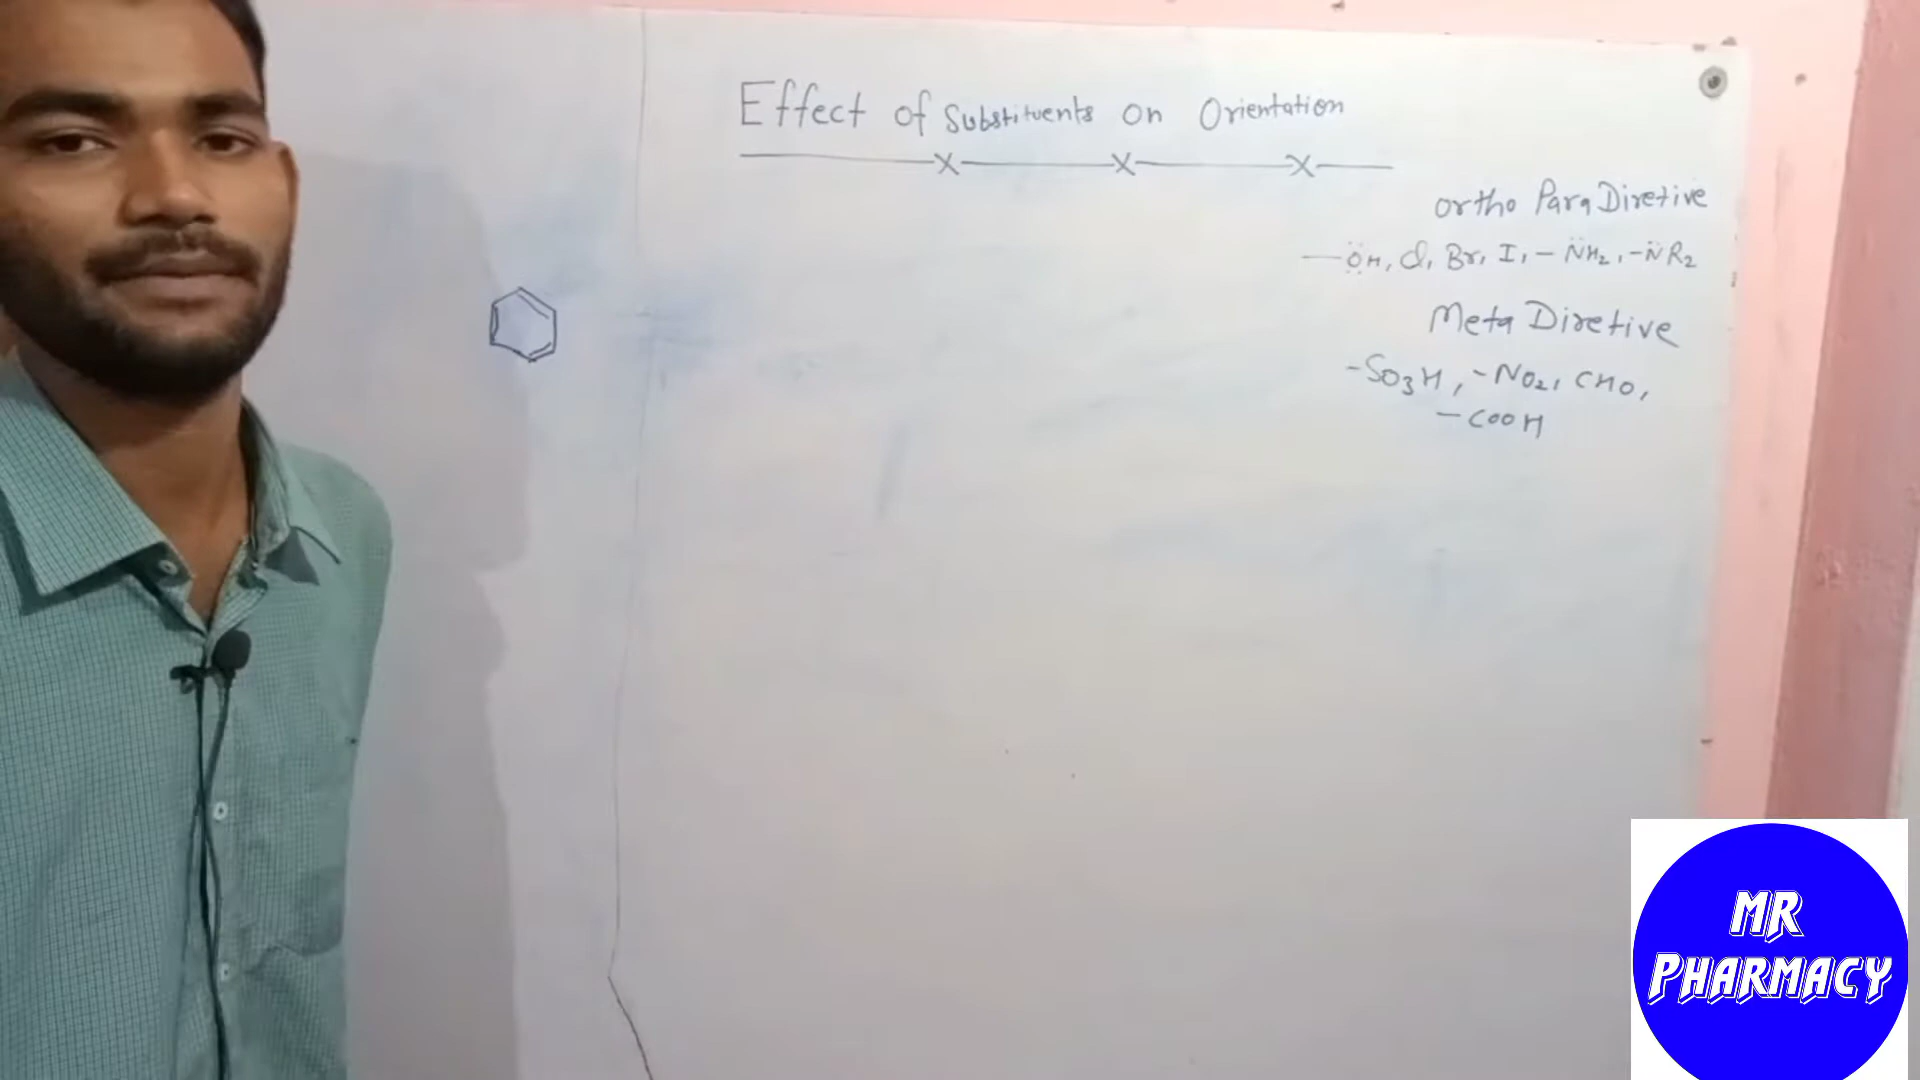 Effect of Substituents on Orientation
Ortho Para Diretive
—OH, Cl, Br, I, –NH2, –NR2
Meta Diretive
-SO3H, -NO2, CHO,
–COOH
MR
PHARMACY